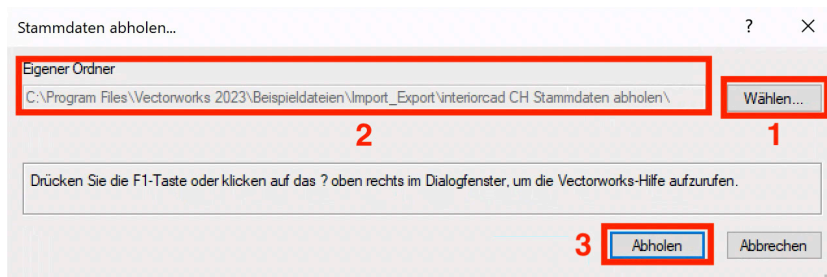 Stammdaten abholen... ? ×
Eigener Ordner
C:\Program Files\Vectorworks 2023\Beispieldateien\Import_Export\interiorcad CH Stammdaten abholen\ Wählen...
2 1
Drücken Sie die F1-Taste oder klicken auf das ? oben rechts im Dialogfenster, um die Vectorworks-Hilfe aufzurufen.
3 Abholen Abbrechen